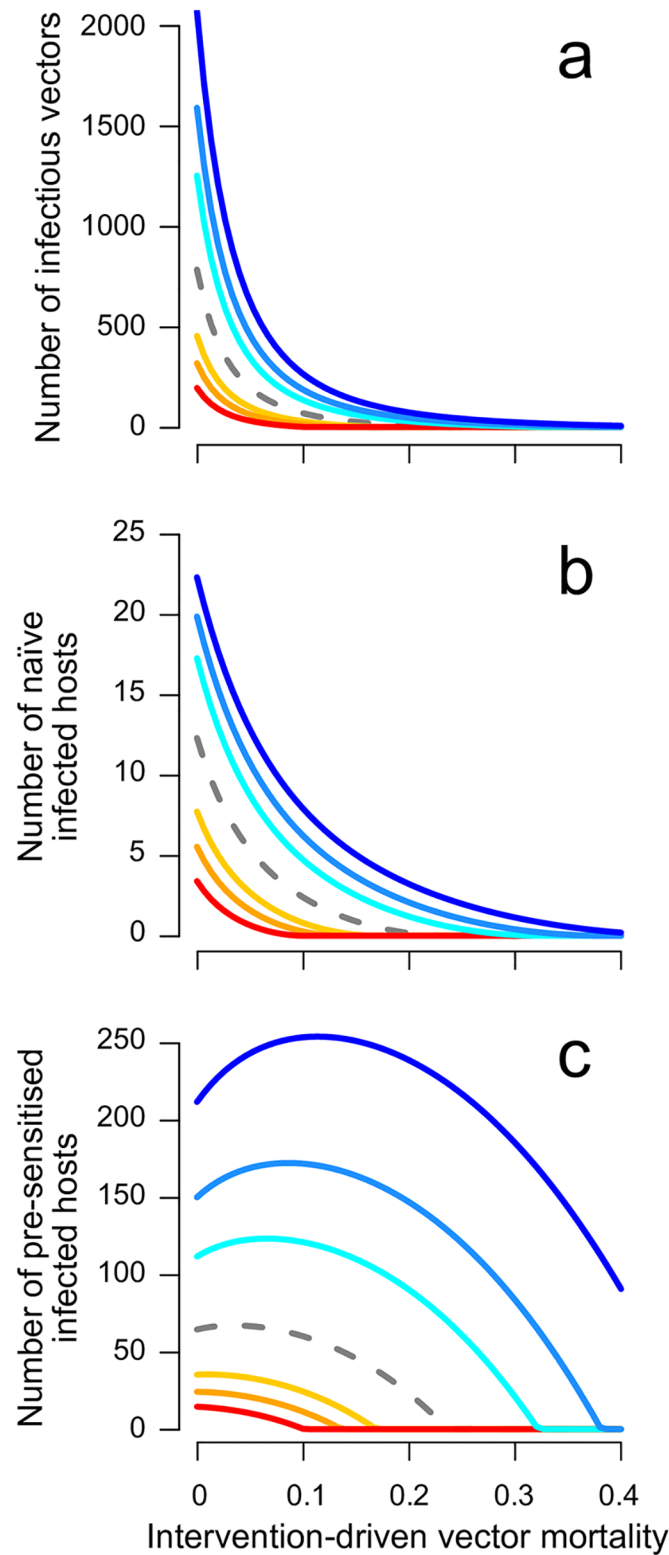 a
Number of infectious vectors
2000
1500
1000
500
0
b
Number of naïve
infected hosts
25
20
15
10
5
0
c
Number of pre-sensitised
infected hosts
250
200
150
100
50
0
0 0.1 0.2 0.3 0.4
Intervention-driven vector mortality